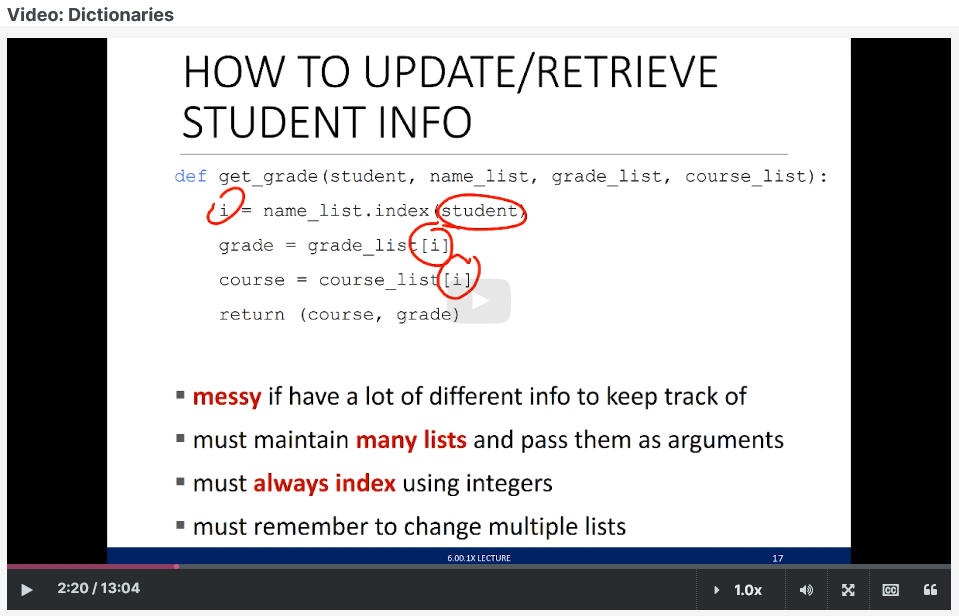 Video: Dictionaries
HOW TO UPDATE/RETRIEVE
STUDENT INFO
def get_grade(student, name_list, grade_list, course_list):
i = name_list.index(student)
grade = grade_list[i]
course = course_list[i]
return (course, grade)
▪ messy if have a lot of different info to keep track of
▪ must maintain many lists and pass them as arguments
▪ must always index using integers
▪ must remember to change multiple lists
6.00.1X LECTURE
17
2:20 / 13:04
1.0x
CC